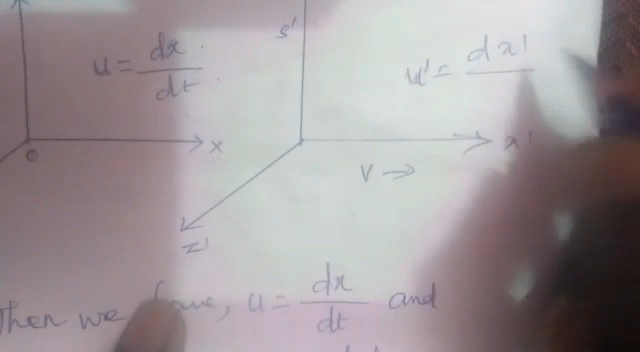 s'
u = dx/dt
u' = dx'
o
x
x'
v →
z'
Then we have, u = dx/dt and